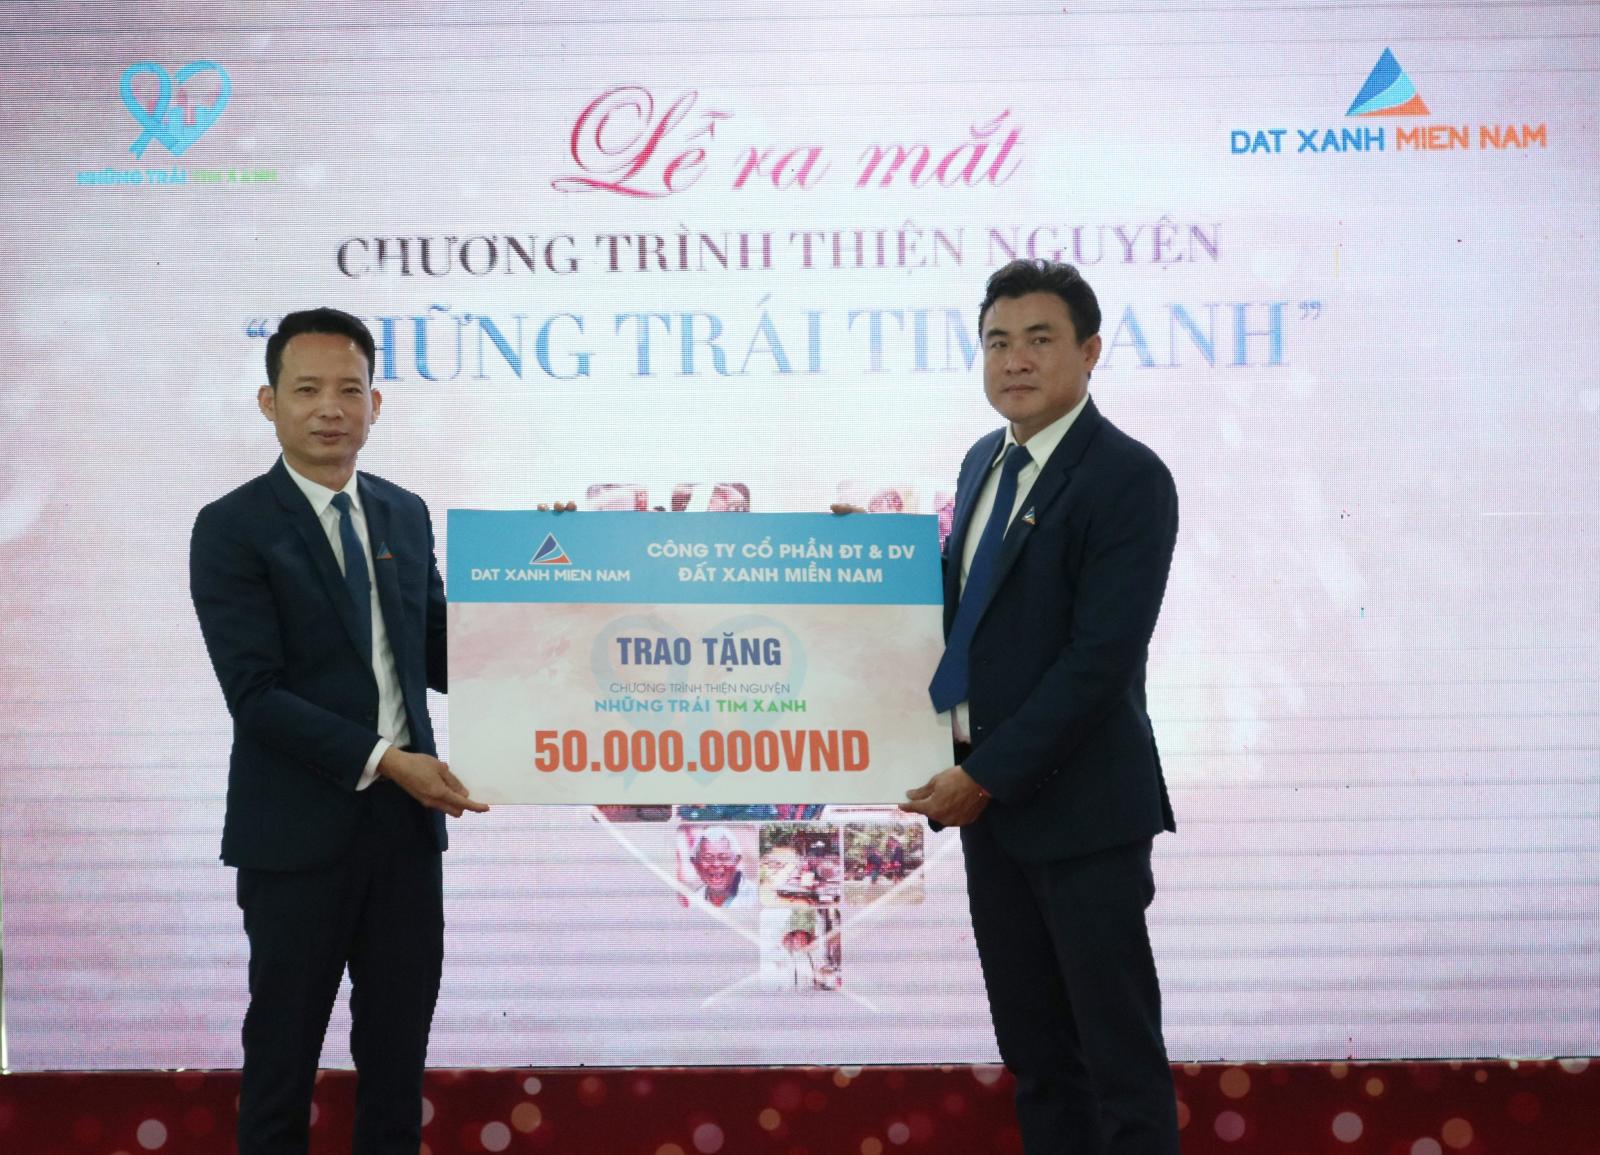 NHỮNG TRÁI TIM XANH
DAT XANH MIEN NAM
Lễ ra mắt
CHƯƠNG TRÌNH THIỆN NGUYỆN
“ HỮNG TRÁI TIM ANH”
DAT XANH MIEN NAM
CÔNG TY CỔ PHẦN ĐT & DV
ĐẤT XANH MIỀN NAM
TRAO TẶNG
CHƯƠNG TRÌNH THIỆN NGUYỆN
NHỮNG TRÁI TIM XANH
50.000.000VND